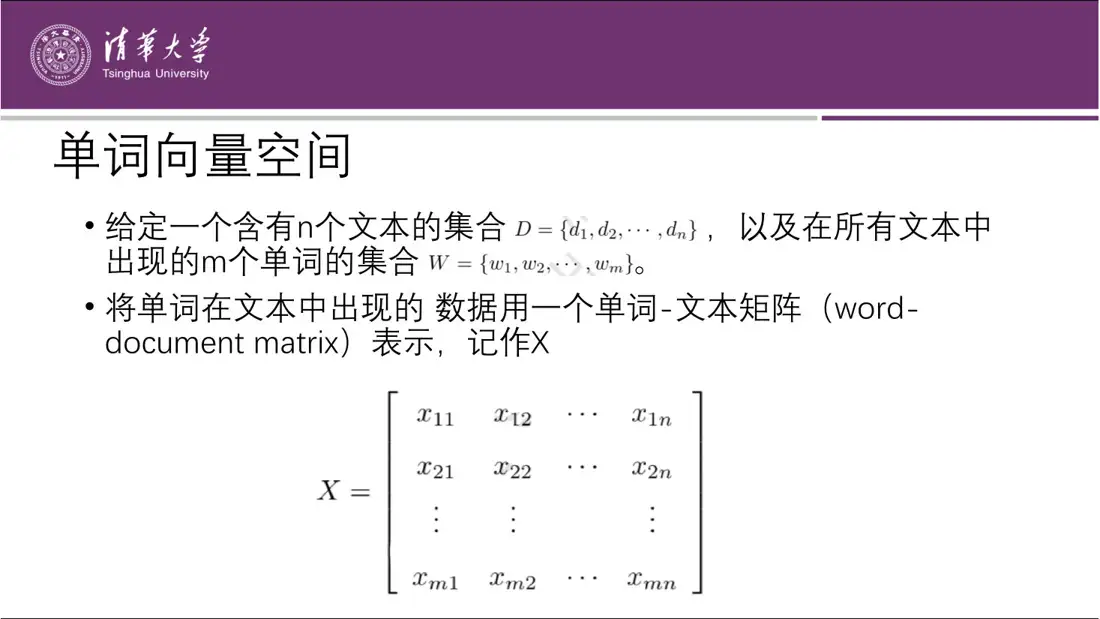 清华大学
Tsinghua University
单词向量空间
• 给定一个含有n个文本的集合 D = {d₁, d₂, ⋯ , dₙ} ，以及在所有文本中
出现的m个单词的集合 W = {w₁, w₂, ⋯ , wₘ}。
• 将单词在文本中出现的 数据用一个单词-文本矩阵（word-
document matrix）表示，记作X
x₁₁ x₁₂ ⋯ x₁ₙ
x₂₁ x₂₂ ⋯ x₂ₙ
X =
⋮ ⋮ ⋮
xₘ₁ xₘ₂ ⋯ xₘₙ